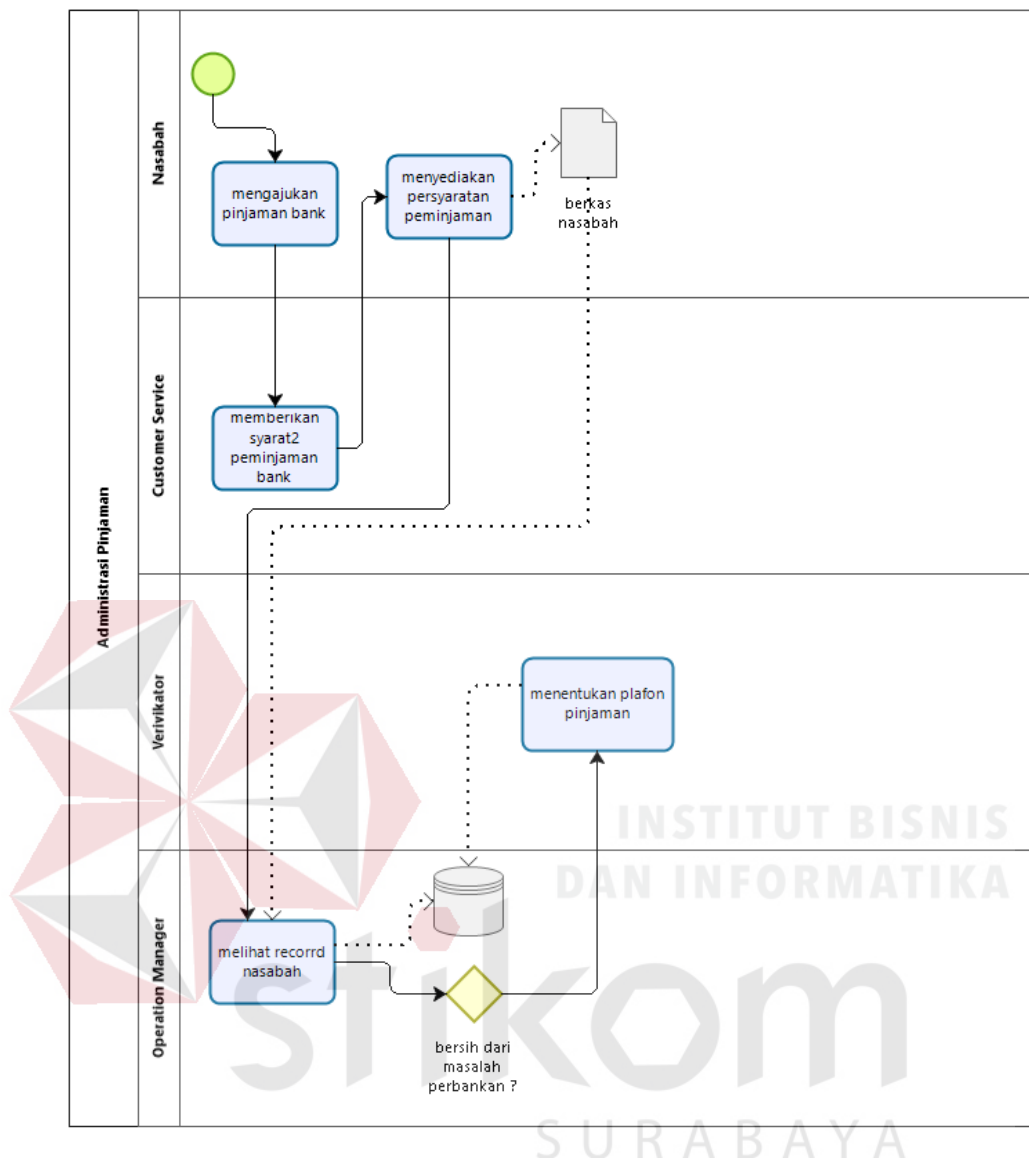 Administrasi Pinjaman
Nasabah
mengajukan
pinjaman bank
menyediakan
persyaratan
peminjaman
berkas
nasabah
Customer Service
memberikan
syarat2
peminjaman
bank
Verivikator
menentukan plafon
pinjaman
INSTITUT BISNIS
DAN INFORMATIKA
Operation Manager
melihat recorrd
nasabah
bersih dari
masalah
perbankan ?
stikom
SURABAYA